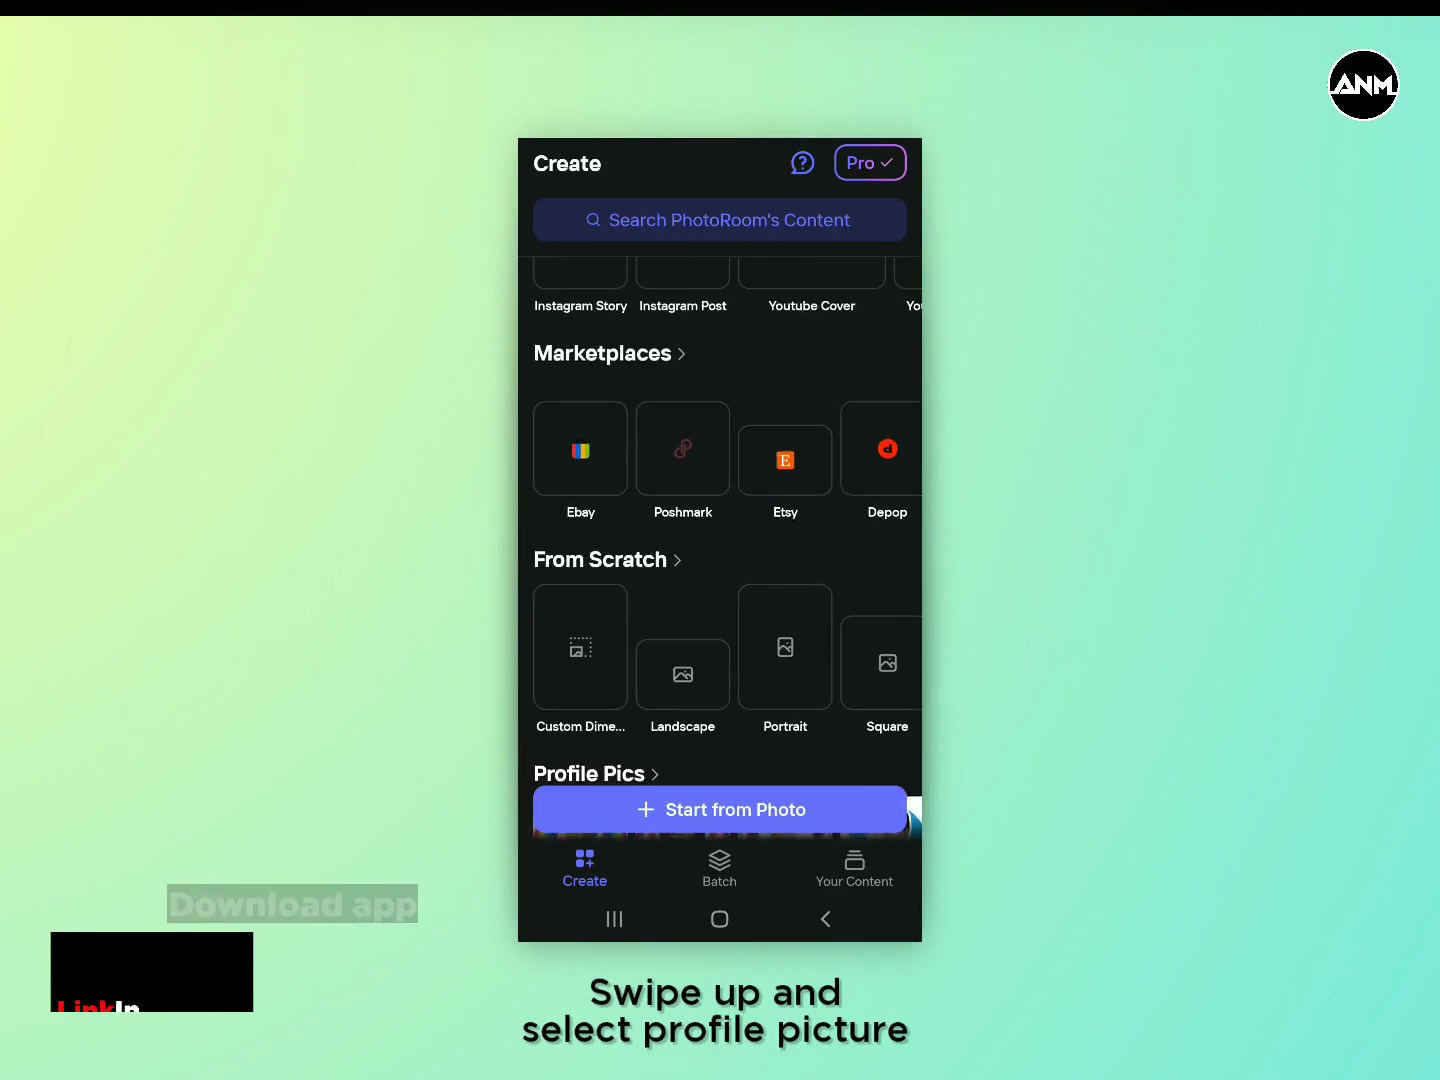 ANM
Create
Pro
Search PhotoRoom's Content
Instagram Story
Instagram Post
Youtube Cover
You
Marketplaces
Ebay
Poshmark
E
d
Etsy
Depop
From Scratch
Custom Dime...
Landscape
Portrait
Square
Profile Pics
Start from Photo
Create
Batch
Your Content
Download app
LinkIn
Swipe up and
select profile picture